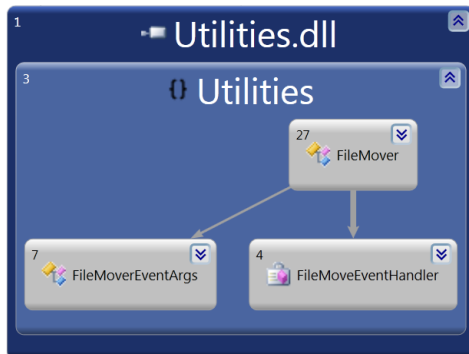 1
Utilities.dll
3
{} Utilities
27
FileMover
7
FileMoverEventArgs
4
FileMoveEventHandler